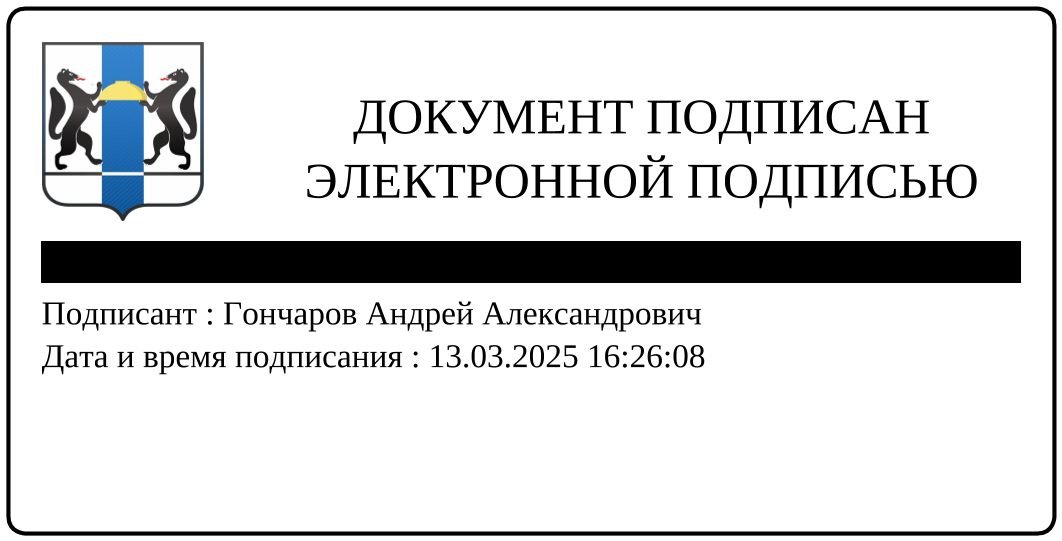 ДОКУМЕНТ ПОДПИСАН
ЭЛЕКТРОННОЙ ПОДПИСЬЮ
Подписант : Гончаров Андрей Александрович
Дата и время подписания : 13.03.2025 16:26:08